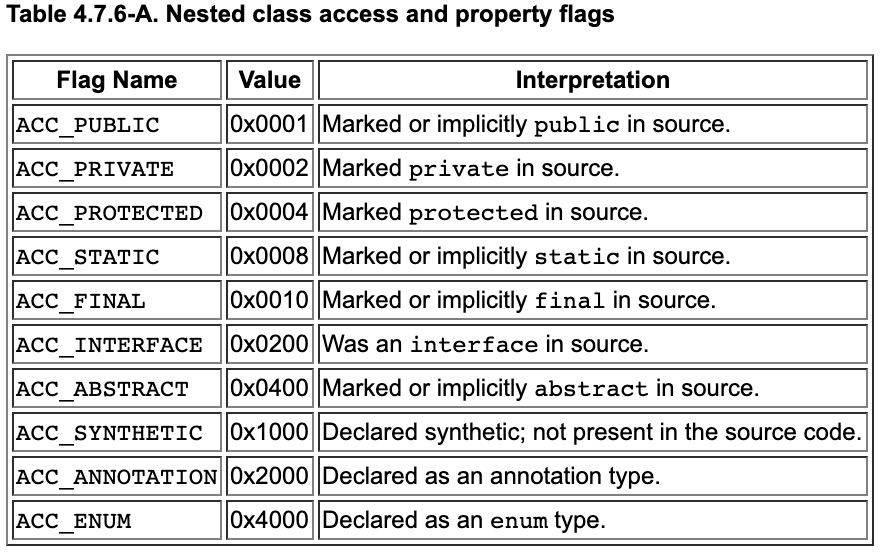 Table 4.7.6-A. Nested class access and property flags
Flag Name Value Interpretation
ACC_PUBLIC 0x0001 Marked or implicitly public in source.
ACC_PRIVATE 0x0002 Marked private in source.
ACC_PROTECTED 0x0004 Marked protected in source.
ACC_STATIC 0x0008 Marked or implicitly static in source.
ACC_FINAL 0x0010 Marked or implicitly final in source.
ACC_INTERFACE 0x0200 Was an interface in source.
ACC_ABSTRACT 0x0400 Marked or implicitly abstract in source.
ACC_SYNTHETIC 0x1000 Declared synthetic; not present in the source code.
ACC_ANNOTATION 0x2000 Declared as an annotation type.
ACC_ENUM 0x4000 Declared as an enum type.